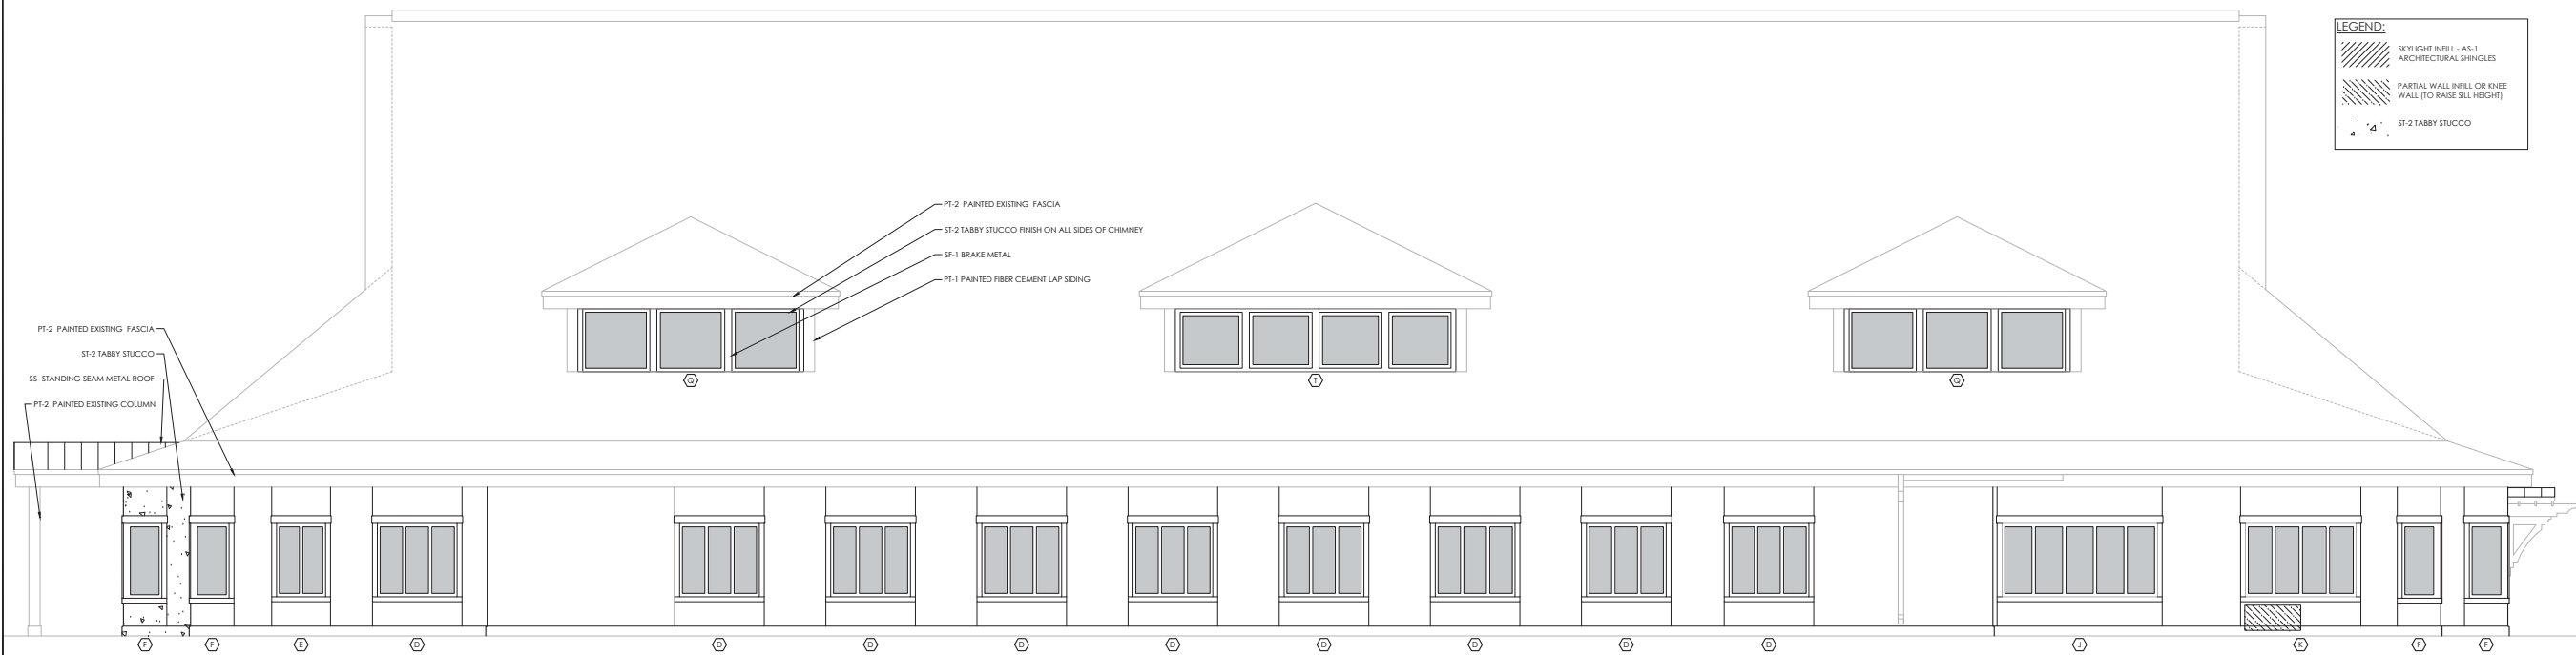 LEGEND:
SKYLIGHT INFILL - AS-1
ARCHITECTURAL SHINGLES
PARTIAL WALL INFILL OR KNEE
WALL (TO RAISE SILL HEIGHT)
ST-2 TABBY STUCCO
PT-2 PAINTED EXISTING FASCIA
ST-2 TABBY STUCCO FINISH ON ALL SIDES OF CHIMNEY
SF-1 BRAKE METAL
PT-1 PAINTED FIBER CEMENT LAP SIDING
PT-2 PAINTED EXISTING FASCIA
ST-2 TABBY STUCCO
SS- STANDING SEAM METAL ROOF
PT-2 PAINTED EXISTING COLUMN
Q T Q
F F E D D D D D D D D D J K F F